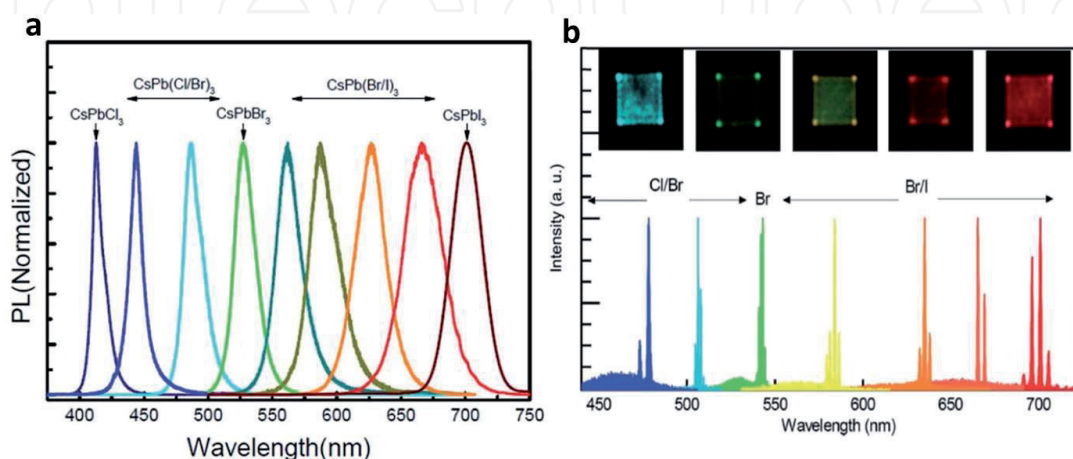 a
CsPb(Cl/Br)₃
CsPb(Br/I)₃
CsPbCl₃
CsPbBr₃
CsPbI₃
PL(Normalized)
400 450 500 550 600 650 700 750
Wavelength(nm)
b
Cl/Br
Br
Br/I
Intensity (a. u.)
450 500 550 600 650 700
Wavelength (nm)